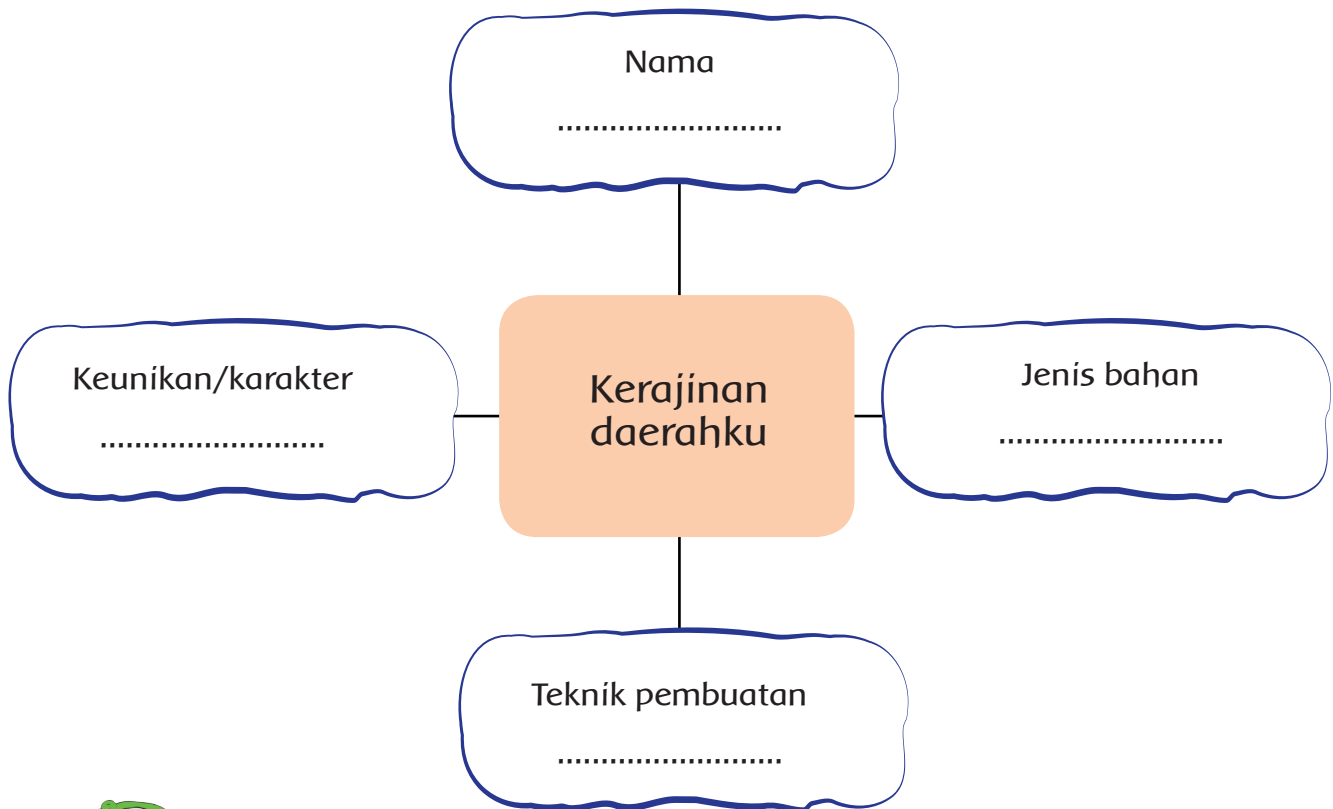 Nama
..........................
Keunikan/karakter
..........................
Kerajinan
daerahku
Jenis bahan
..........................
Teknik pembuatan
..........................